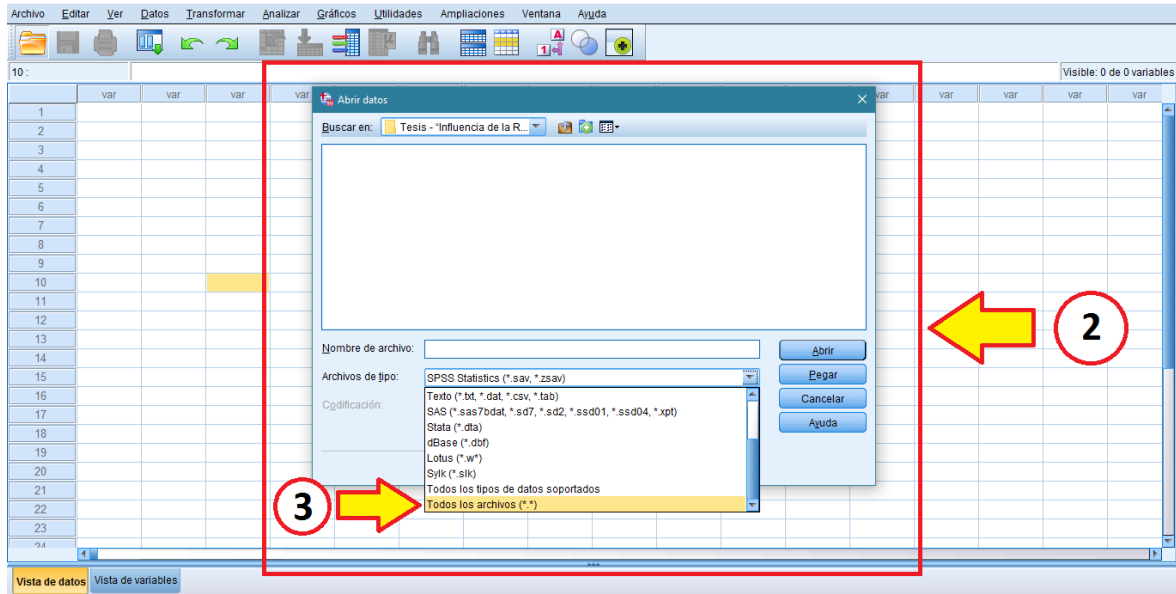 Archivo Editar Ver Datos Transformar Analizar Gráficos Utilidades Ampliaciones Ventana Ayuda
10 :
Visible: 0 de 0 variables
var var var var var var var var var
1
2
3
4
5
6
7
8
9
10
11
12
13
14
15
16
17
18
19
20
21
22
23
24
Abrir datos
Buscar en: Tesis - "Influencia de la R...
Nombre de archivo:
Archivos de tipo: SPSS Statistics (*.sav, *.zsav)
Codificación:
Texto (*.txt, *.dat, *.csv, *.tab)
SAS (*.sas7bdat, *.sd7, *.sd2, *.ssd01, *.ssd04, *.xpt)
Stata (*.dta)
dBase (*.dbf)
Lotus (*.w*)
Sylk (*.slk)
Todos los tipos de datos soportados
Todos los archivos (*.*)
Abrir
Pegar
Cancelar
Ayuda
2
3
Vista de datos Vista de variables